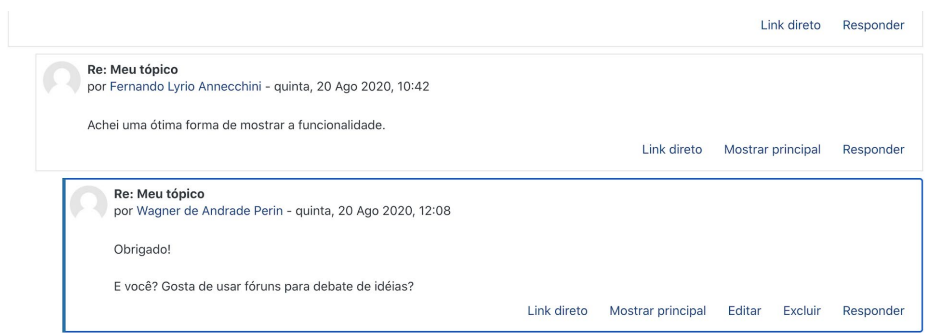 Link direto Responder
Re: Meu tópico
por Fernando Lyrio Annecchini - quinta, 20 Ago 2020, 10:42
Achei uma ótima forma de mostrar a funcionalidade.
Link direto Mostrar principal Responder
Re: Meu tópico
por Wagner de Andrade Perin - quinta, 20 Ago 2020, 12:08
Obrigado!
E você? Gosta de usar fóruns para debate de idéias?
Link direto Mostrar principal Editar Excluir Responder